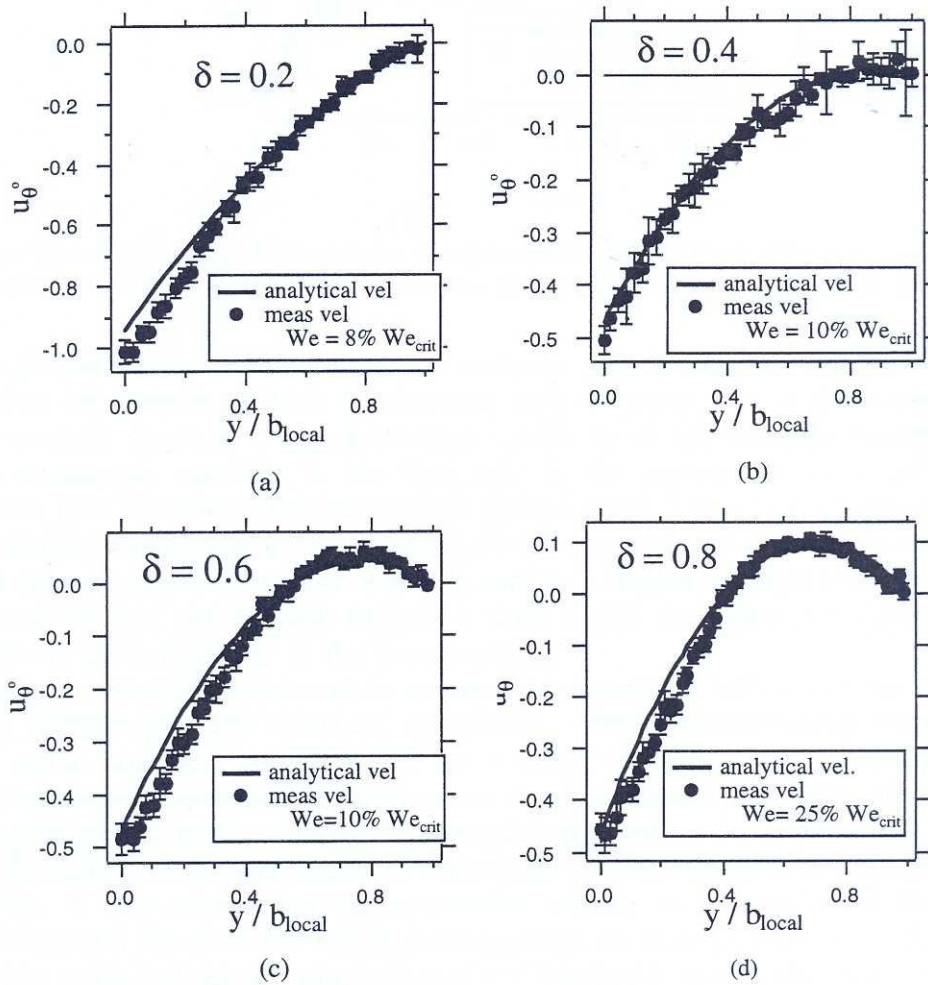 δ = 0.2
0.0
-0.2
-0.4
-0.6
-0.8
-1.0
u_θ°
analytical vel
meas vel
We = 8% We_crit
0.0 0.4 0.8
y / b_local
(a)
δ = 0.4
0.0
-0.1
-0.2
-0.3
-0.4
-0.5
u_θ°
analytical vel
meas vel
We = 10% We_crit
0.0 0.4 0.8
y / b_local
(b)
δ = 0.6
0.0
-0.1
-0.2
-0.3
-0.4
-0.5
u_θ°
analytical vel
meas vel
We=10% We_crit
0.0 0.4 0.8
y / b_local
(c)
δ = 0.8
0.1
0.0
-0.1
-0.2
-0.3
-0.4
-0.5
u_θ
analytical vel.
meas vel
We= 25% We_crit
0.0 0.4 0.8
y / b_local
(d)